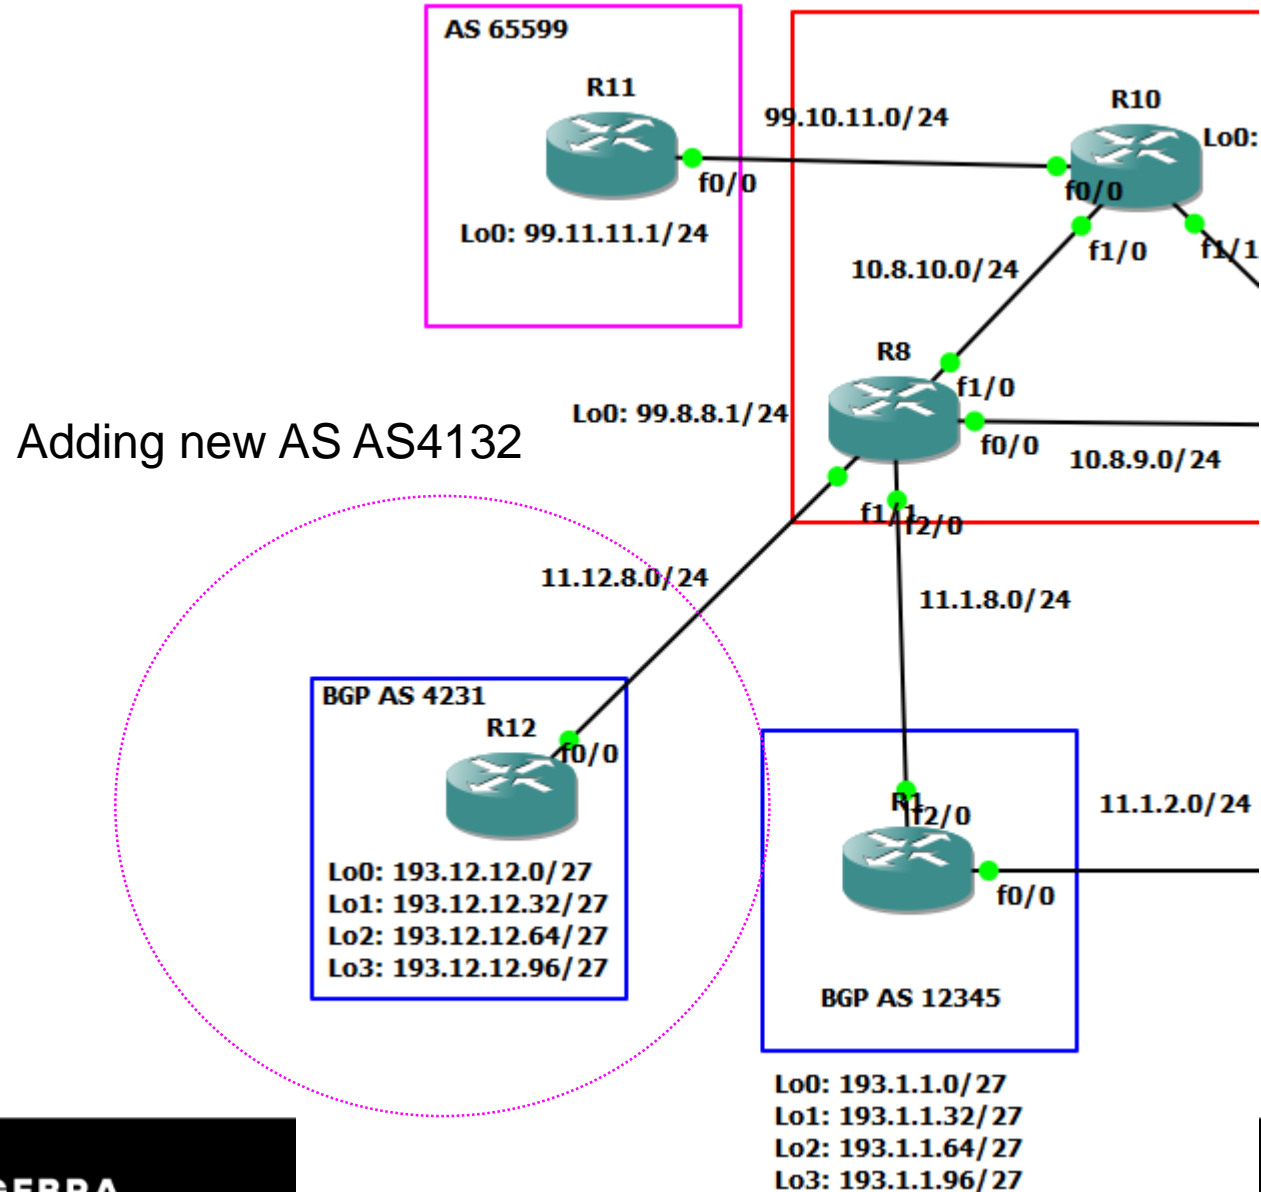 AS 65599
R11
99.10.11.0/24
R10
Lo0:
f0/0
f0/0
Lo0: 99.11.11.1/24
f1/0
f1/1
10.8.10.0/24
R8
f1/0
Lo0: 99.8.8.1/24
Adding new AS AS4132
f0/0
10.8.9.0/24
f1/1
f2/0
11.12.8.0/24
11.1.8.0/24
BGP AS 4231
R12
f0/0
R1
f2/0
11.1.2.0/24
Lo0: 193.12.12.0/27
Lo1: 193.12.12.32/27
Lo2: 193.12.12.64/27
Lo3: 193.12.12.96/27
f0/0
BGP AS 12345
Lo0: 193.1.1.0/27
Lo1: 193.1.1.32/27
Lo2: 193.1.1.64/27
Lo3: 193.1.1.96/27